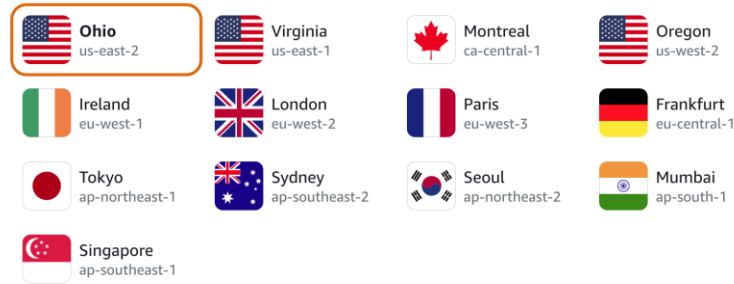 Ohio
us-east-2
Virginia
us-east-1
Montreal
ca-central-1
Oregon
us-west-2
Ireland
eu-west-1
London
eu-west-2
Paris
eu-west-3
Frankfurt
eu-central-1
Tokyo
ap-northeast-1
Sydney
ap-southeast-2
Seoul
ap-northeast-2
Mumbai
ap-south-1
Singapore
ap-southeast-1